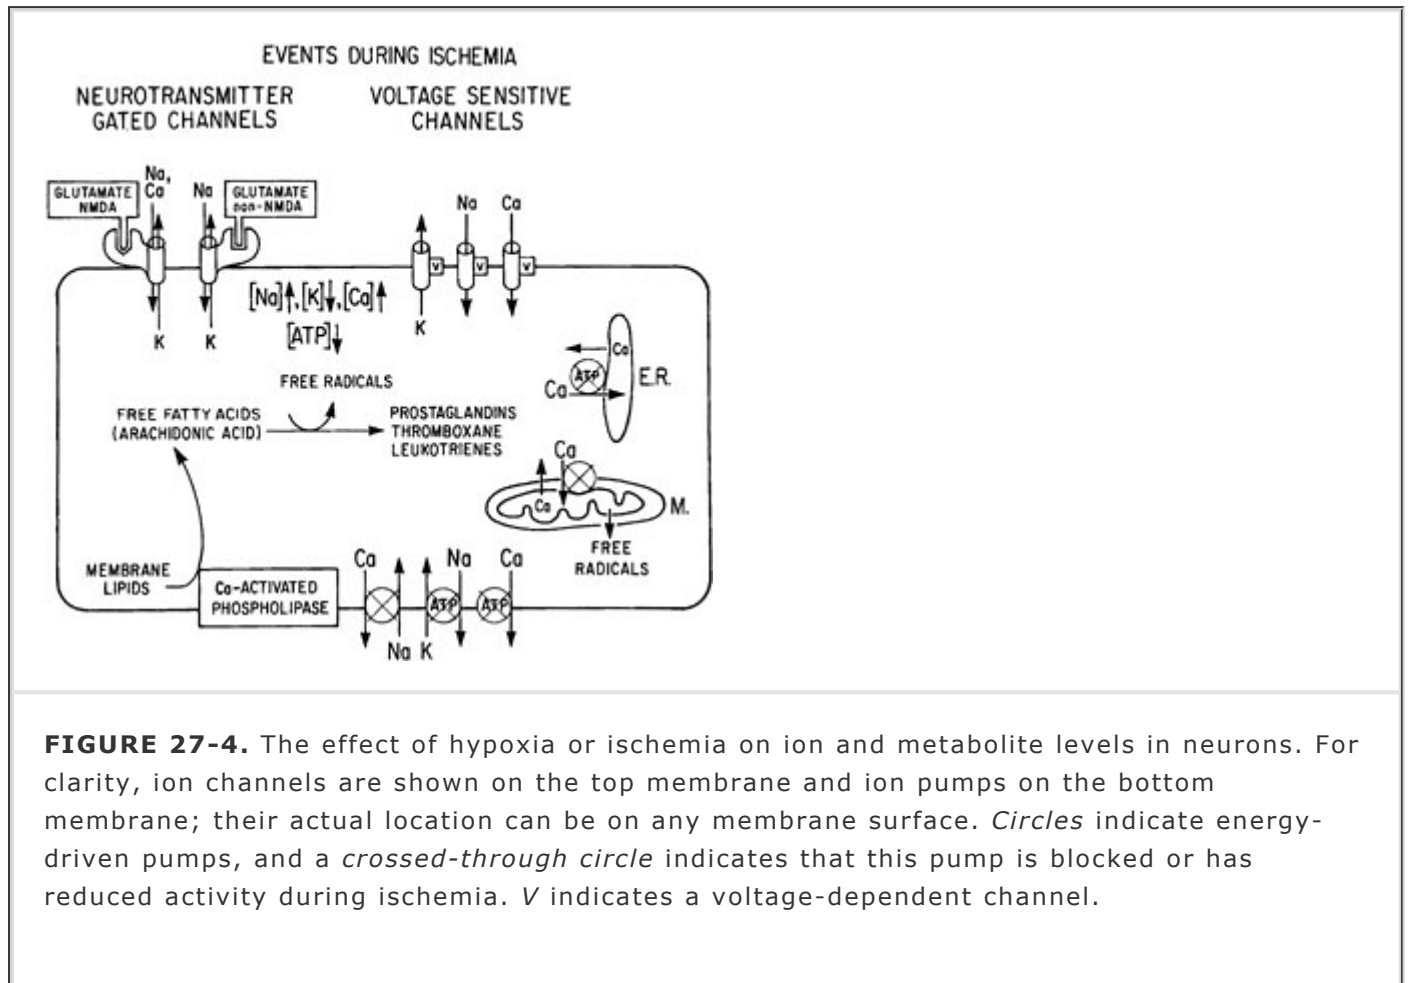 EVENTS DURING ISCHEMIA
NEUROTRANSMITTER
GATED CHANNELS
VOLTAGE SENSITIVE
CHANNELS
GLUTAMATE
NMDA
Na,
Ca
Na
GLUTAMATE
non-NMDA
Na
Ca
V
V
V
K
K
[Na]↑,[K]↓,[Ca]↑
[ATP]↓
K
Ca
ATP
Ca
E.R.
FREE RADICALS
FREE FATTY ACIDS
(ARACHIDONIC ACID)
PROSTAGLANDINS
THROMBOXANE
LEUKOTRIENES
Ca
Ca
M.
FREE
RADICALS
MEMBRANE
LIPIDS
Ca-ACTIVATED
PHOSPHOLIPASE
Ca
Na
Ca
ATP
ATP
Na
K
FIGURE 27-4. The effect of hypoxia or ischemia on ion and metabolite levels in neurons. For
clarity, ion channels are shown on the top membrane and ion pumps on the bottom
membrane; their actual location can be on any membrane surface. Circles indicate energy-
driven pumps, and a crossed-through circle indicates that this pump is blocked or has
reduced activity during ischemia. V indicates a voltage-dependent channel.